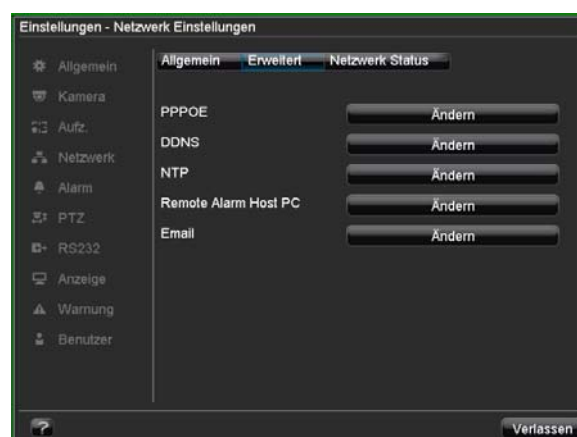 Einstellungen - Netzwerk Einstellungen
Allgemein
Kamera
Aufz.
Netzwerk
Alarm
PTZ
RS232
Anzeige
Warnung
Benutzer
Allgemein Erweitert Netzwerk Status
PPPOE Ändern
DDNS Ändern
NTP Ändern
Remote Alarm Host PC Ändern
Email Ändern
? Verlassen